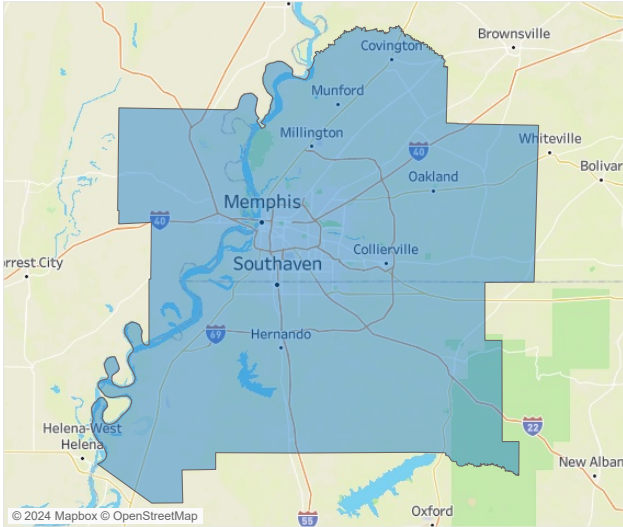 Covington
Brownsville
Munford
Millington
40
Whiteville
Oakland
Bolivar
Memphis
40
Collierville
orrest City
Southaven
69
Hernando
Helena-West
Helena
22
New Alban
Oxford
55
© 2024 Mapbox © OpenStreetMap